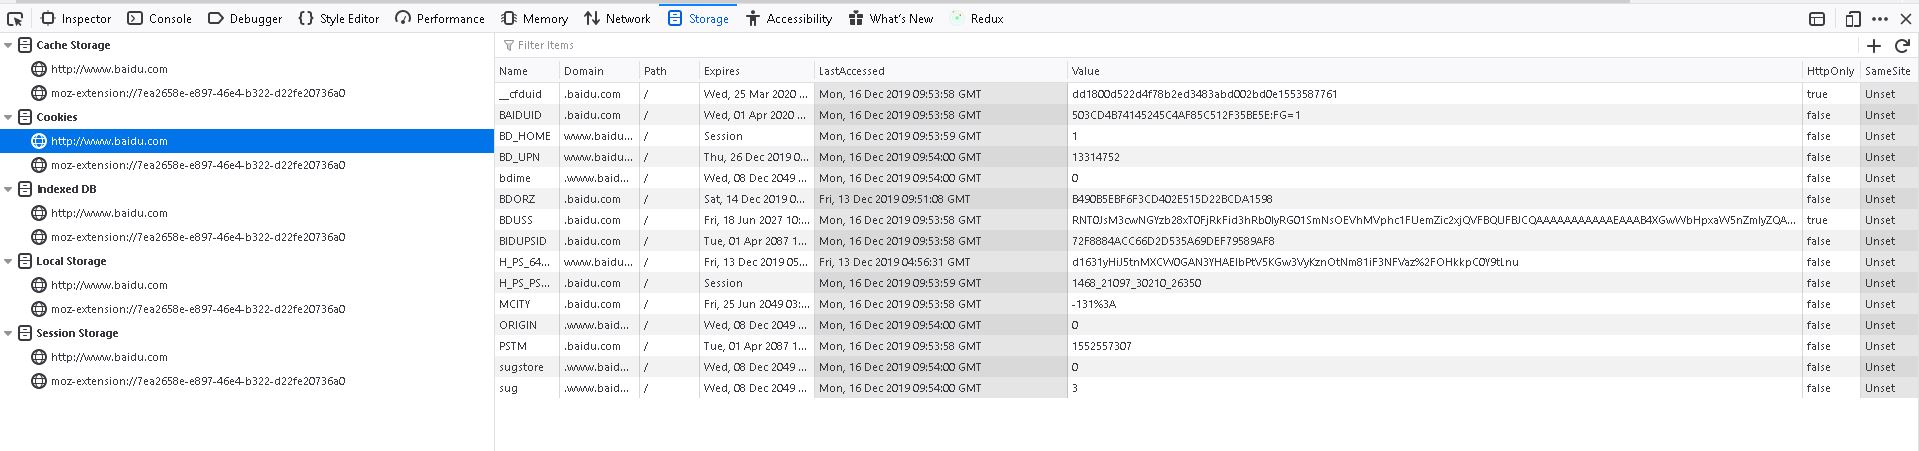 Inspector Console Debugger Style Editor Performance Memory Network Storage Accessibility What's New Redux
Cache Storage
http://www.baidu.com
moz-extension://7ea2658e-e897-46e4-b322-d22fe20736a0
Cookies
http://www.baidu.com
moz-extension://7ea2658e-e897-46e4-b322-d22fe20736a0
Indexed DB
http://www.baidu.com
moz-extension://7ea2658e-e897-46e4-b322-d22fe20736a0
Local Storage
http://www.baidu.com
moz-extension://7ea2658e-e897-46e4-b322-d22fe20736a0
Session Storage
http://www.baidu.com
moz-extension://7ea2658e-e897-46e4-b322-d22fe20736a0
Filter Items
Name Domain Path Expires LastAccessed Value HttpOnly SameSite
__cfduid .baidu.com / Wed, 25 Mar 2020 ... Mon, 16 Dec 2019 09:53:58 GMT dd1800d522d4f78b2ed3483abd002bd0e1553587761 true Unset
BAIDUID .baidu.com / Wed, 01 Apr 2020 ... Mon, 16 Dec 2019 09:53:58 GMT 503CD4B74145245C4AF85C512F35BE5E:FG=1 false Unset
BD_HOME www.baidu... / Session Mon, 16 Dec 2019 09:53:59 GMT 1 false Unset
BD_UPN www.baidu... / Thu, 26 Dec 2019 0... Mon, 16 Dec 2019 09:54:00 GMT 13314752 false Unset
bdime .www.baid... / Wed, 08 Dec 2049 ... Mon, 16 Dec 2019 09:54:00 GMT 0 false Unset
BDORZ .baidu.com / Sat, 14 Dec 2019 0... Fri, 13 Dec 2019 09:51:08 GMT B490B5EBF6F3CD402E515D22BCDA1598 false Unset
BDUSS .baidu.com / Fri, 18 Jun 2027 10:... Mon, 16 Dec 2019 09:53:58 GMT true Unset
BIDUPSID .baidu.com / Tue, 01 Apr 2087 1... Mon, 16 Dec 2019 09:53:58 GMT 72F8884ACC66D2D535A69DEF79589AF8 false Unset
H_PS_64... .www.baid... / Fri, 13 Dec 2019 05... Fri, 13 Dec 2019 04:56:31 GMT false Unset
H_PS_PS... .baidu.com / Session Mon, 16 Dec 2019 09:53:59 GMT 1468_21097_30210_26350 false Unset
MCITY .baidu.com / Fri, 25 Jun 2049 03:... Mon, 16 Dec 2019 09:53:58 GMT -131%3A false Unset
ORIGIN .www.baid... / Wed, 08 Dec 2049 ... Mon, 16 Dec 2019 09:54:00 GMT 0 false Unset
PSTM .baidu.com / Tue, 01 Apr 2087 1... Mon, 16 Dec 2019 09:53:58 GMT 1552557307 false Unset
sugstore .www.baid... / Wed, 08 Dec 2049 ... Mon, 16 Dec 2019 09:54:00 GMT 0 false Unset
sug .www.baid... / Wed, 08 Dec 2049 ... Mon, 16 Dec 2019 09:54:00 GMT 3 false Unset